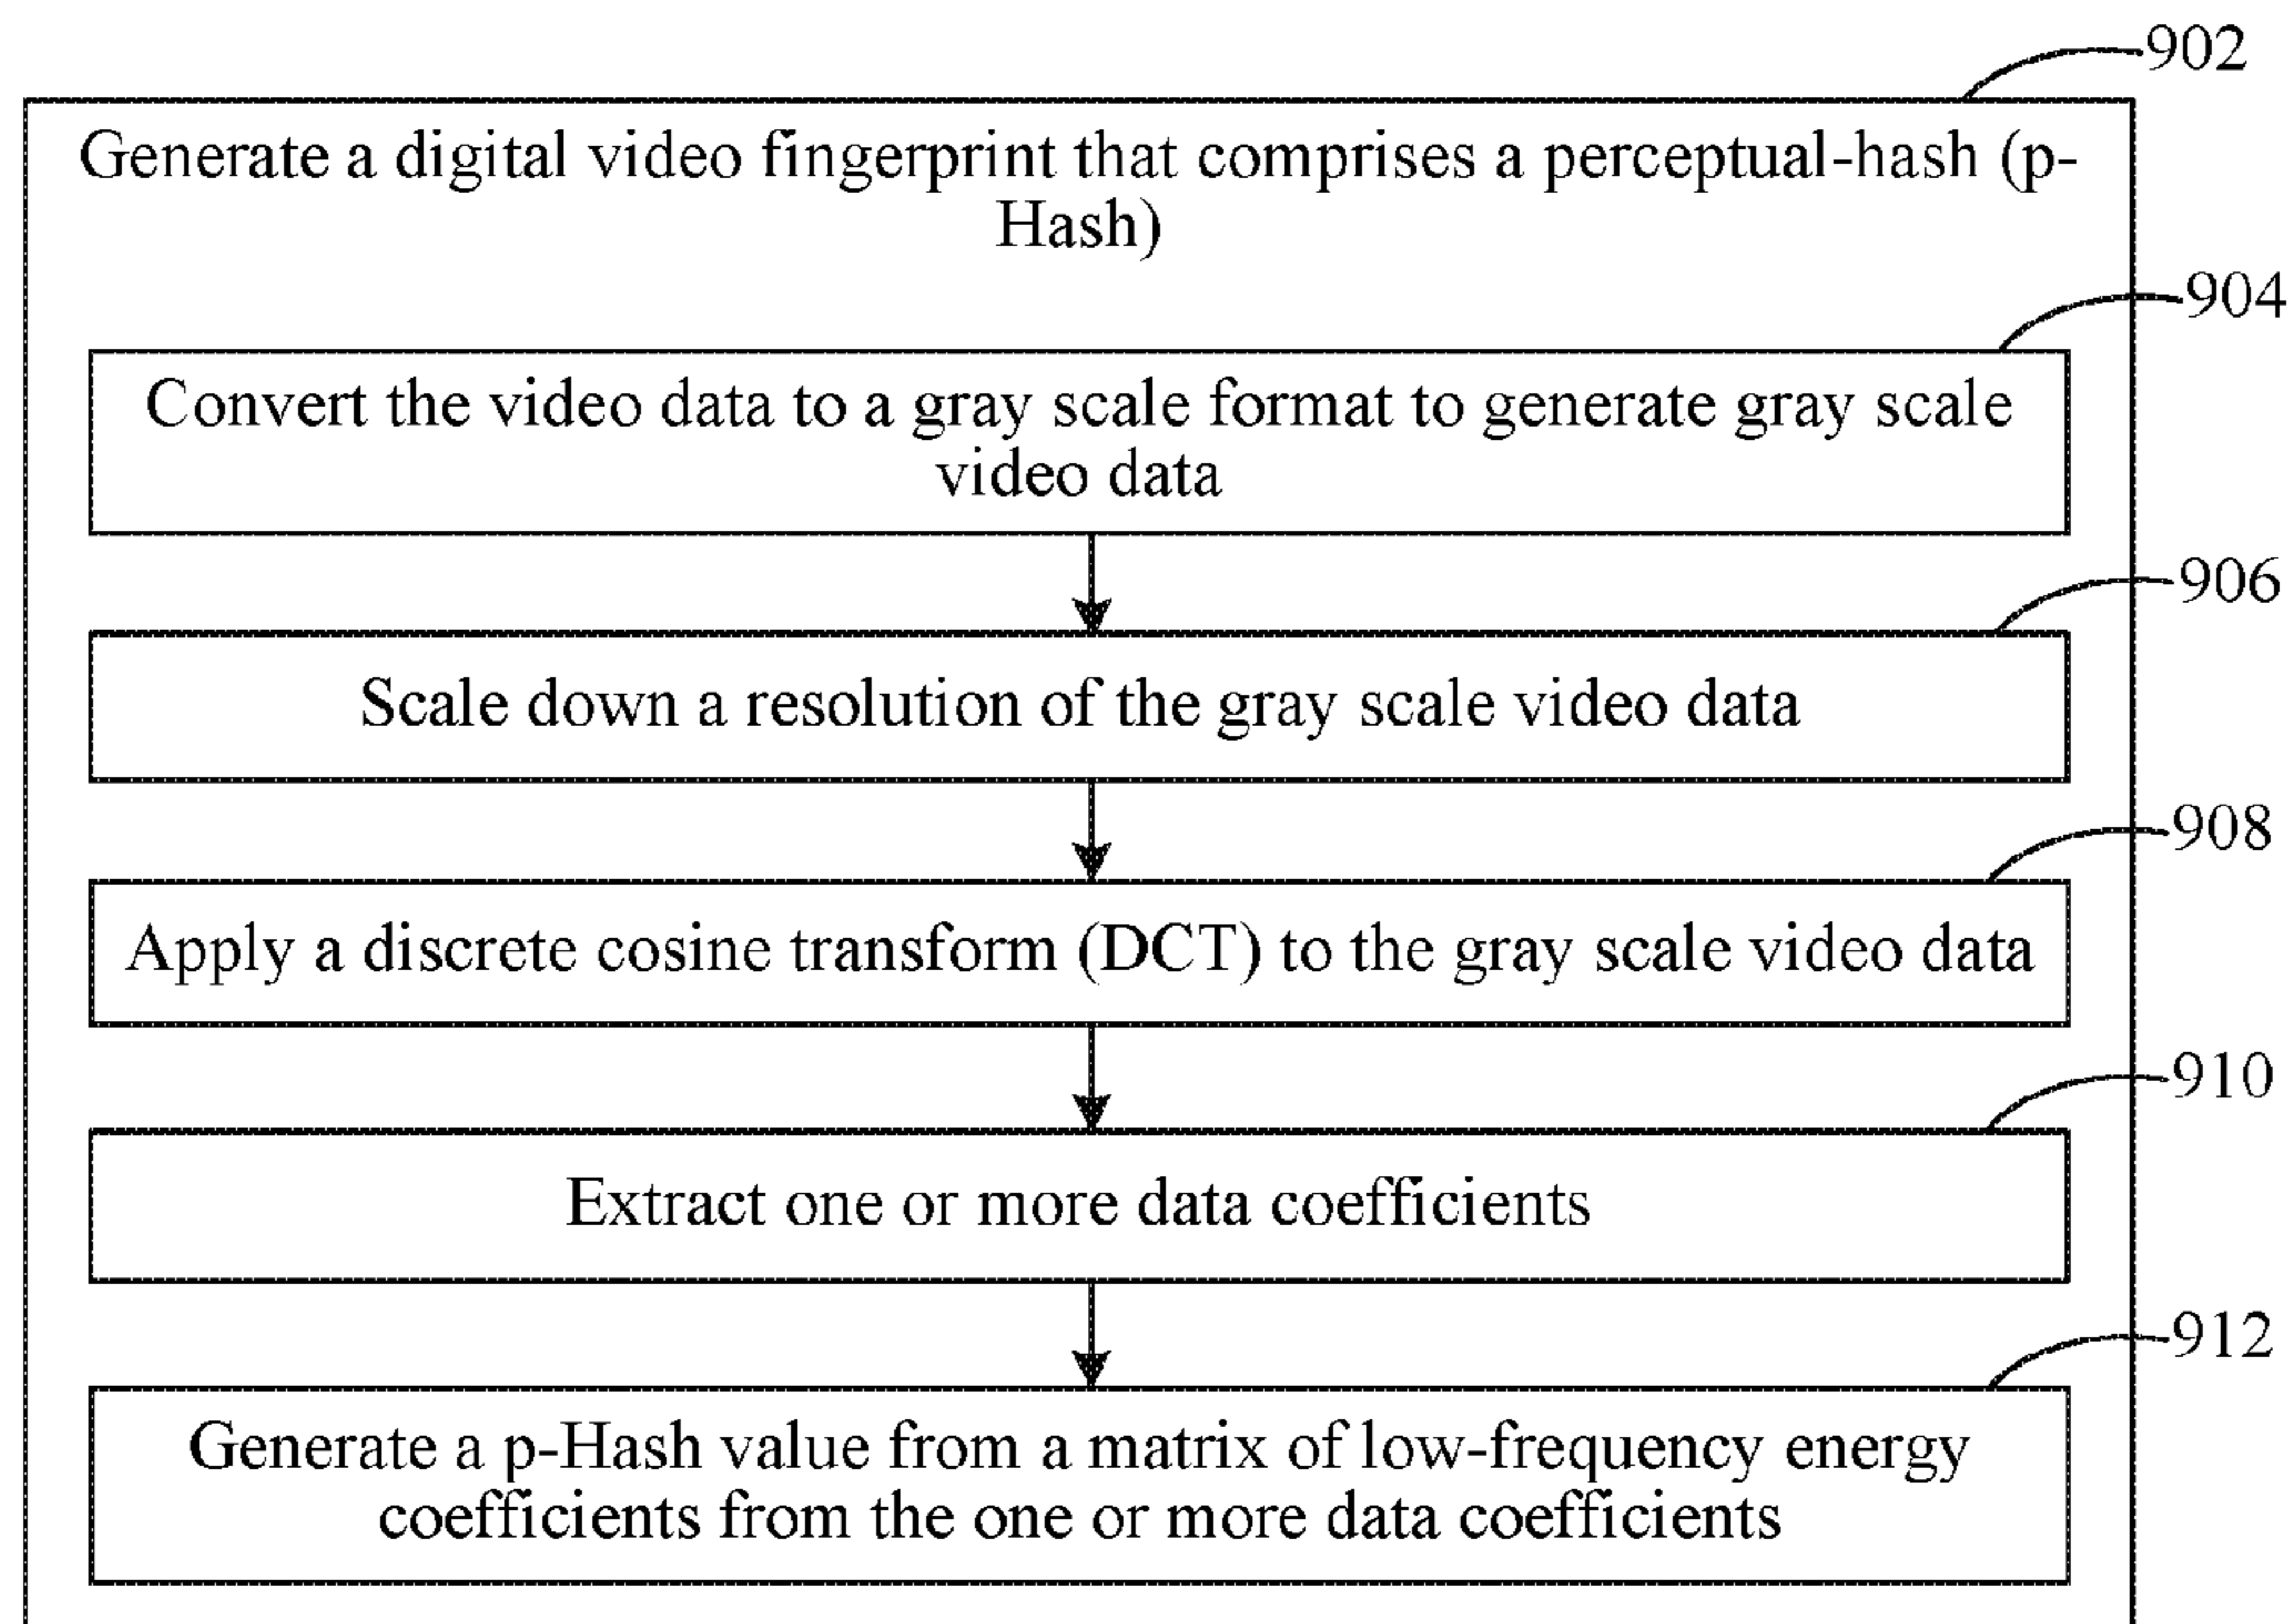 902
Generate a digital video fingerprint that comprises a perceptual-hash (p-
Hash)
904
Convert the video data to a gray scale format to generate gray scale
video data
906
Scale down a resolution of the gray scale video data
908
Apply a discrete cosine transform (DCT) to the gray scale video data
910
Extract one or more data coefficients
912
Generate a p-Hash value from a matrix of low-frequency energy
coefficients from the one or more data coefficients